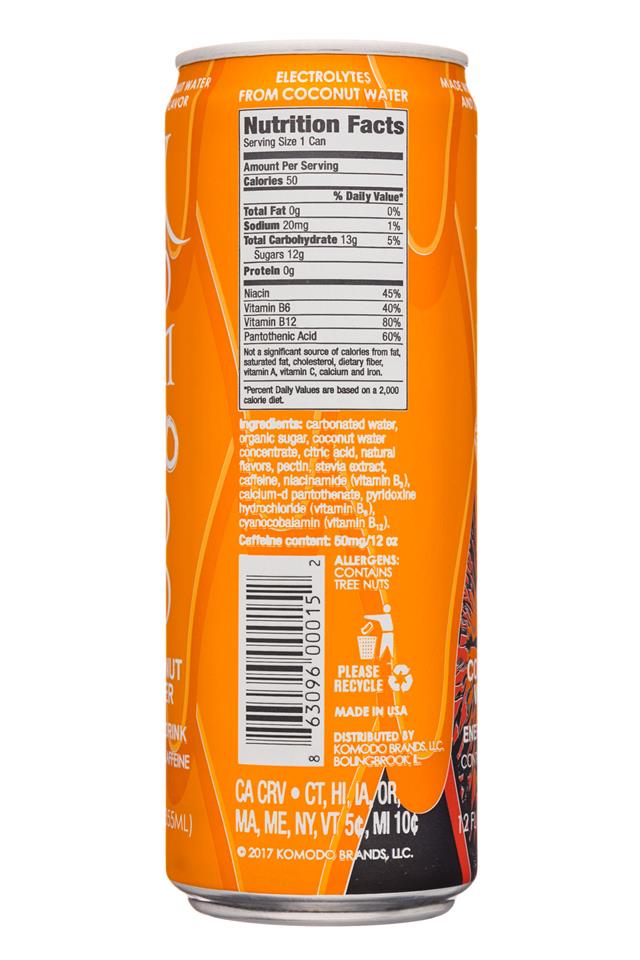 ELECTROLYTES
FROM COCONUT WATER
Nutrition Facts
Serving Size 1 Can
Amount Per Serving
Calories 50
% Daily Value*
Total Fat 0g 0%
Sodium 20mg 1%
Total Carbohydrate 13g 5%
Sugars 12g
Protein 0g
Niacin 45%
Vitamin B6 40%
Vitamin B12 80%
Pantothenic Acid 60%
Not a significant source of calories from fat,
saturated fat, cholesterol, dietary fiber,
vitamin A, vitamin C, calcium and iron.
*Percent Daily Values are based on a 2,000
calorie diet.
Ingredients: carbonated water,
organic sugar, coconut water
concentrate, citric acid, natural
flavors, pectin, stevia extract,
caffeine, niacinamide (vitamin B₃),
calcium-d pantothenate, pyridoxine
hydrochloride (vitamin B₆),
cyanocobalamin (vitamin B₁₂).
Caffeine content: 50mg/12 oz
ALLERGENS:
CONTAINS
TREE NUTS
8 63096 00015 2
PLEASE
RECYCLE
MADE IN USA
DISTRIBUTED BY
KOMODO BRANDS, LLC.
BOLINGBROOK, IL
CA CRV • CT, HI, IA, OR,
MA, ME, NY, VT 5¢, MI 10¢
© 2017 KOMODO BRANDS, LLC.
WATER